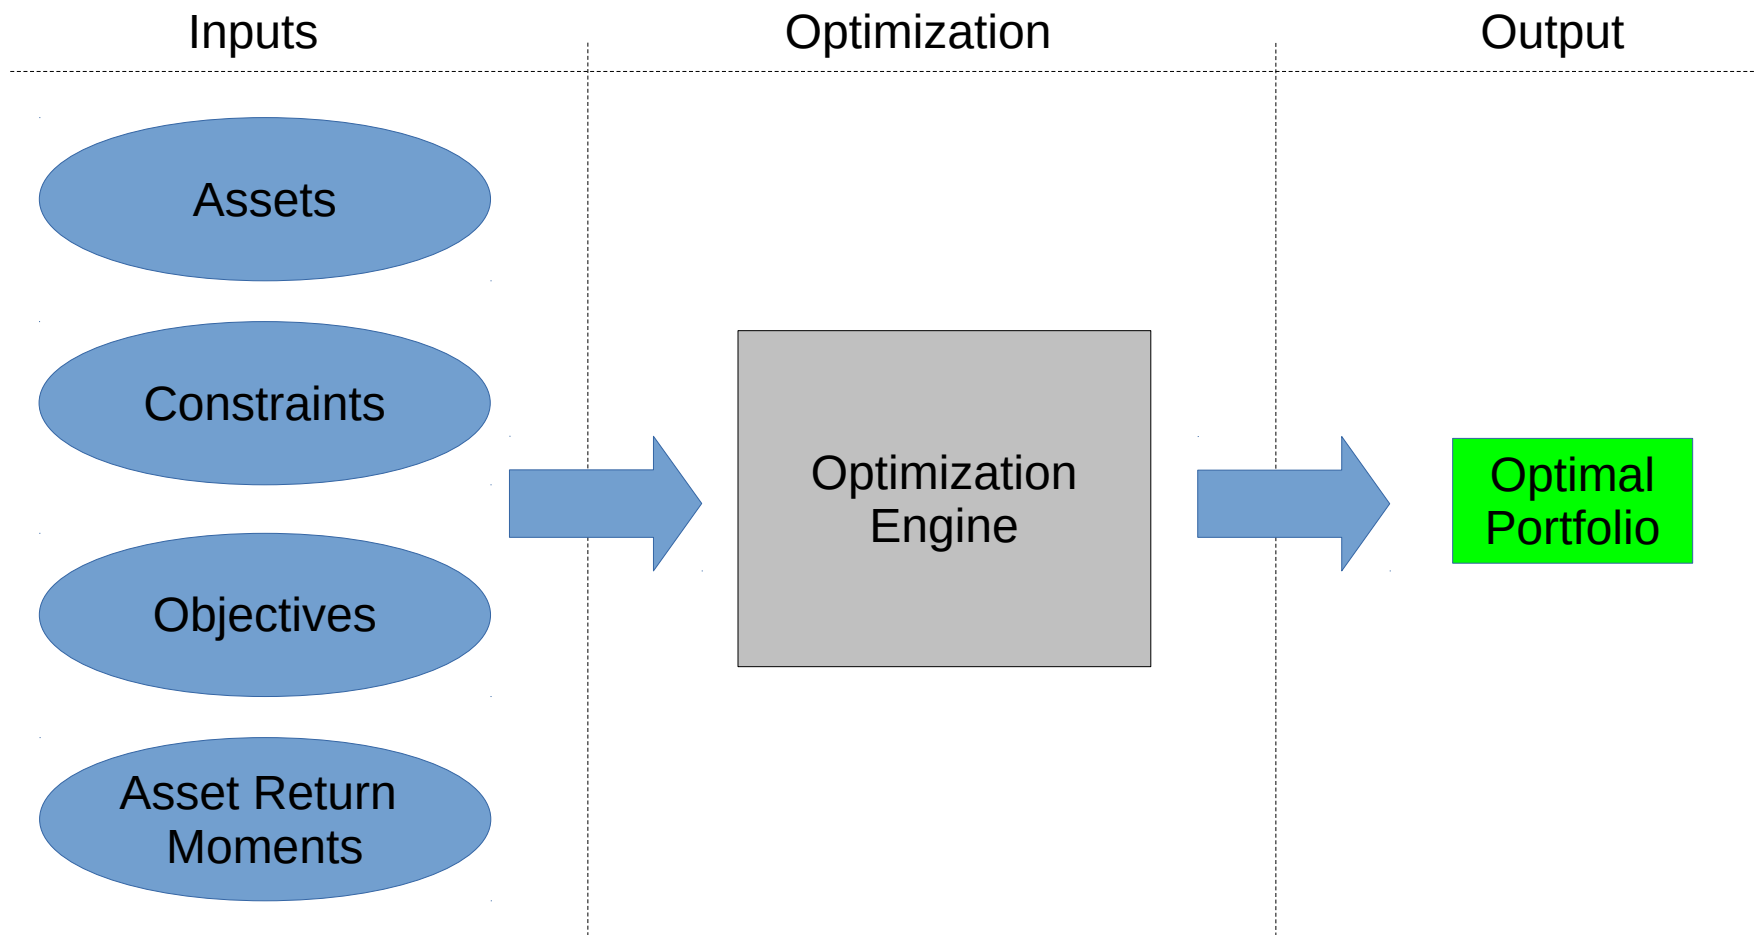 Inputs
Optimization
Output
Assets
Constraints
Objectives
Asset Return
Moments
Optimization
Engine
Optimal
Portfolio